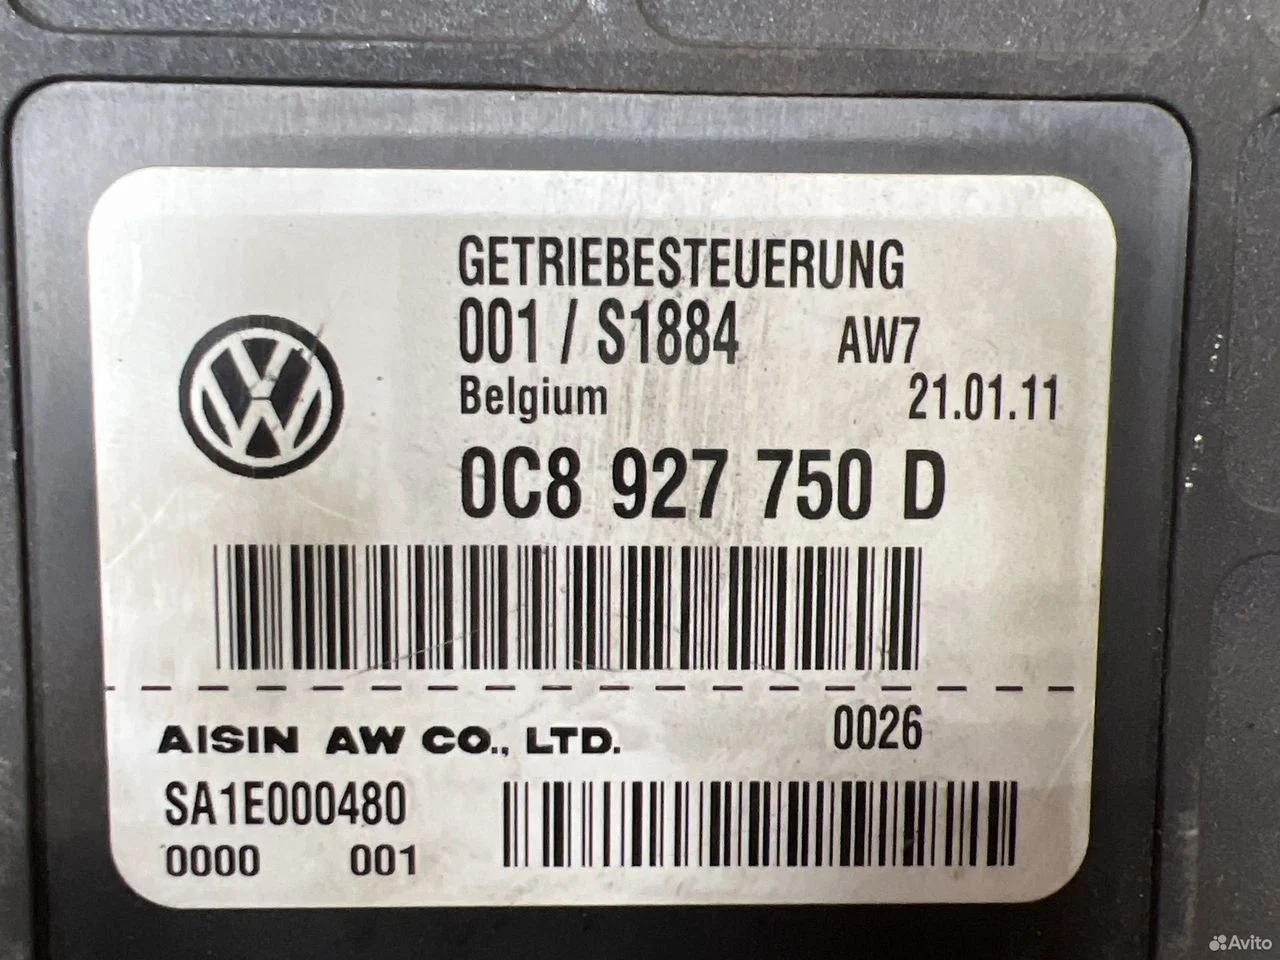 GETRIEBESTEUERUNG
001 / S1884 AW7
Belgium 21.01.11
0C8 927 750 D
AISIN AW CO., LTD. 0026
SA1E000480
0000 001
Avito